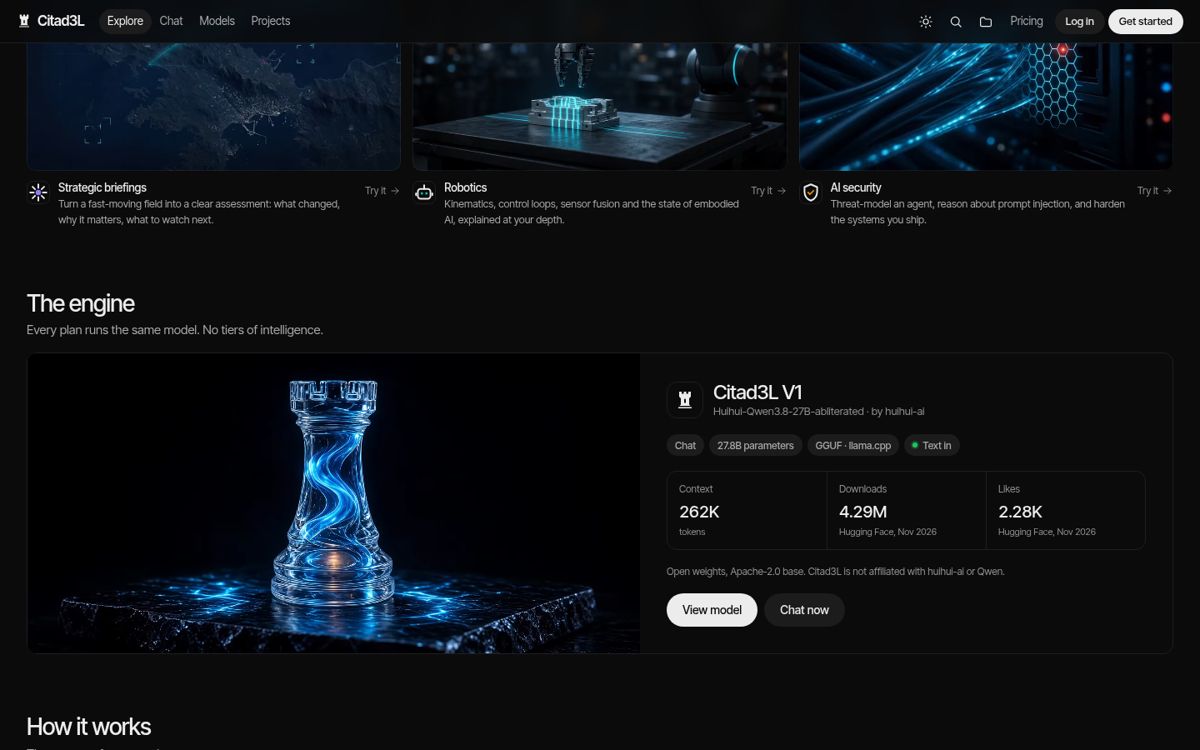 Citad3L
Explore
Chat
Models
Projects
Pricing
Log in
Get started
Strategic briefings
Try it →
Turn a fast-moving field into a clear assessment: what changed,
why it matters, what to watch next.
Robotics
Try it →
Kinematics, control loops, sensor fusion and the state of embodied
AI, explained at your depth.
AI security
Try it →
Threat-model an agent, reason about prompt injection, and harden
the systems you ship.
The engine
Every plan runs the same model. No tiers of intelligence.
Citad3L V1
Huihui-Qwen3.8-27B-abliterated · by huihui-ai
Chat
27.8B parameters
GGUF · llama.cpp
Text in
Context
262K
tokens
Downloads
4.29M
Hugging Face, Nov 2026
Likes
2.28K
Hugging Face, Nov 2026
Open weights, Apache-2.0 base. Citad3L is not affiliated with huihui-ai or Qwen.
View model
Chat now
How it works